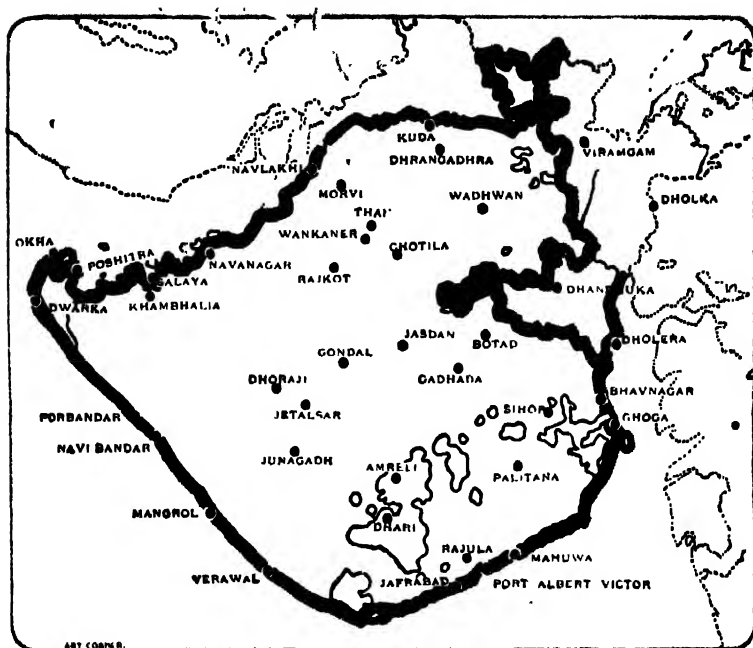 KUDA
DHRANGADHRA
VIRAMGAM
NAVLAKHI
MORVI
WADHWAN
DHOLKA
THAN
WANKANER
CHOTILA
OKHA
POSHITRA
NAVANAGAR
RAJKOT
SALAYA
KHAMBHALIA
DWARKA
DHANDHUKA
JASDAN
BOTAD
DHOLERA
GONDAL
GADHADA
DHORAJI
JETALSAR
BHAVNAGAR
SIHOR
GHOGA
PORBANDAR
NAVI BANDAR
JUNAGADH
AMRELI
PALITANA
MANGROL
DHARI
RAJULA
MAHUWA
VERAWAL
JAFRABAD
PORT ALBERT VICTOR
ART CORNER.